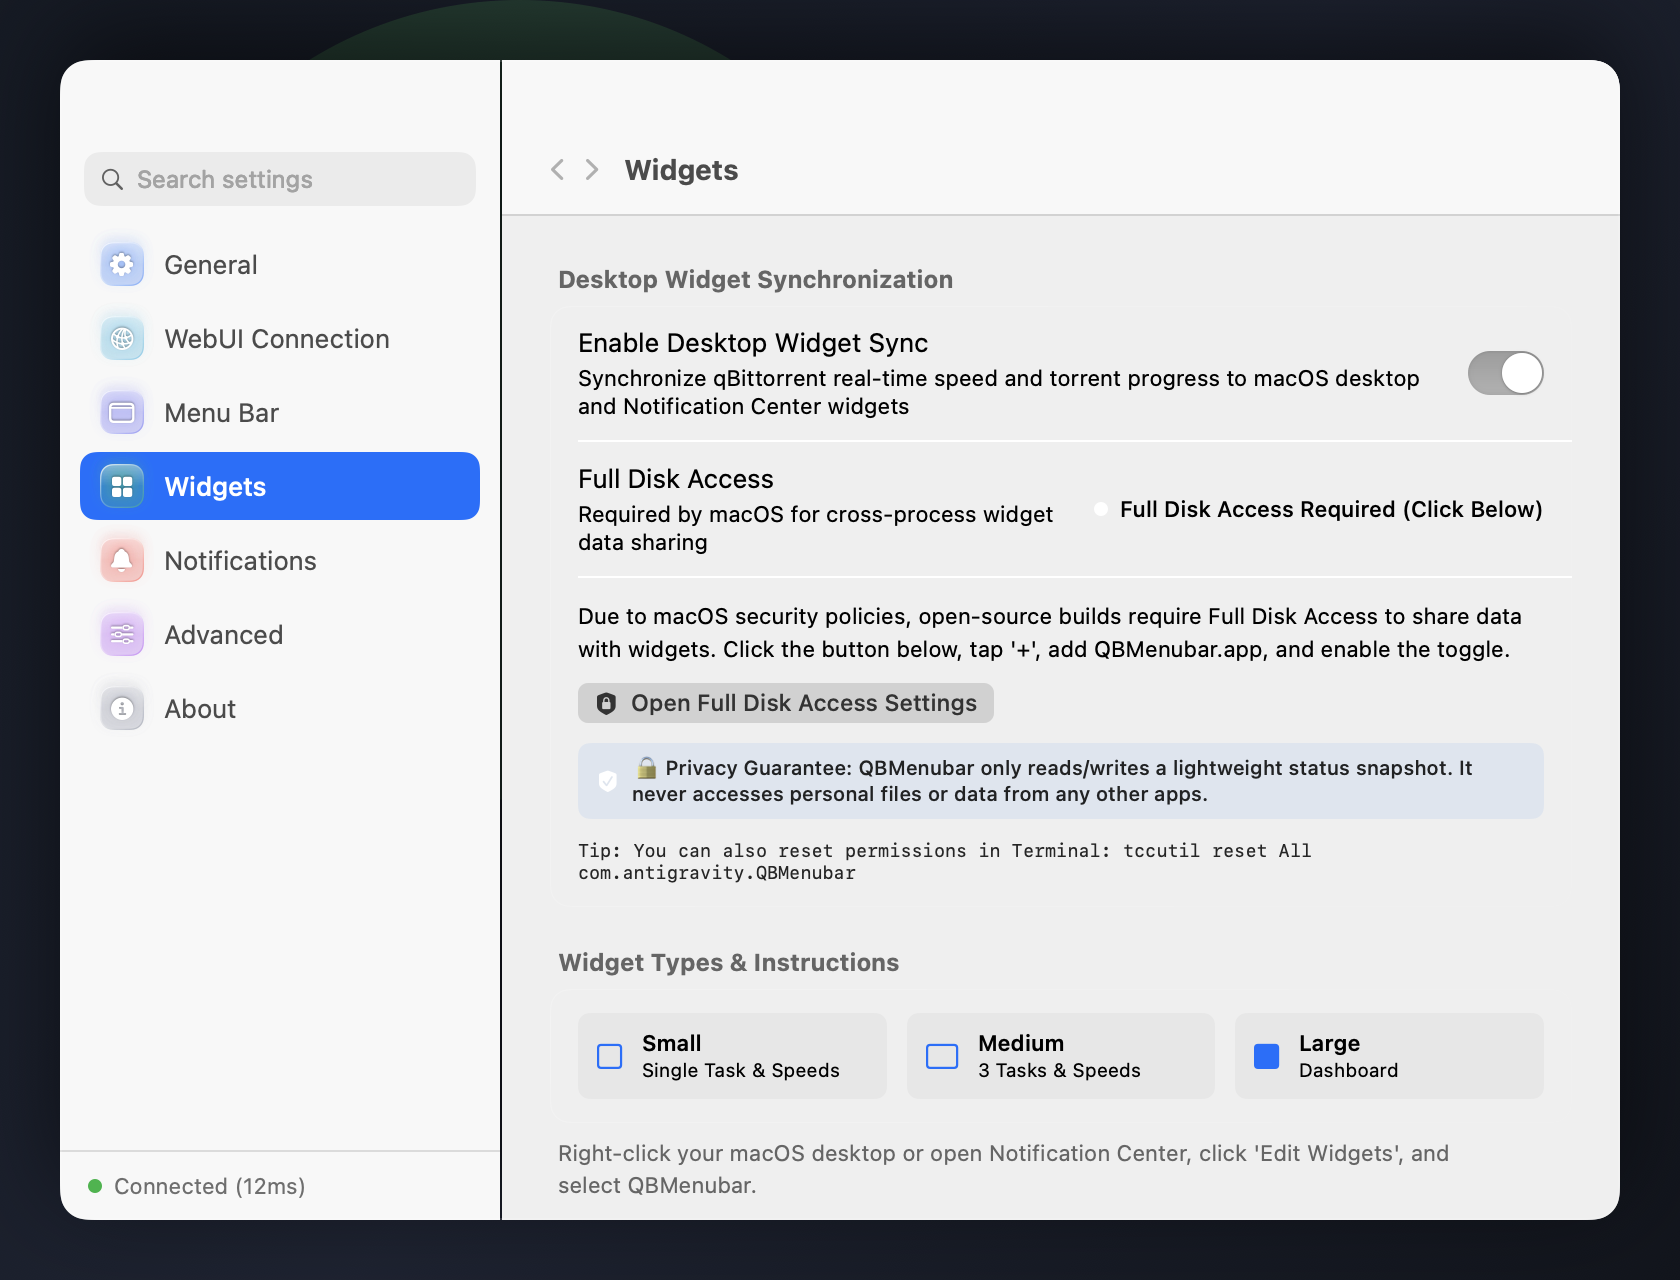 Search settings
General
WebUI Connection
Menu Bar
Widgets
Notifications
Advanced
About
Connected (12ms)
Widgets
Desktop Widget Synchronization
Enable Desktop Widget Sync
Synchronize qBittorrent real-time speed and torrent progress to macOS desktop
and Notification Center widgets
Full Disk Access
Required by macOS for cross-process widget
data sharing
Full Disk Access Required (Click Below)
Due to macOS security policies, open-source builds require Full Disk Access to share data
with widgets. Click the button below, tap '+', add QBMenubar.app, and enable the toggle.
Open Full Disk Access Settings
🔒 Privacy Guarantee: QBMenubar only reads/writes a lightweight status snapshot. It
never accesses personal files or data from any other apps.
Tip: You can also reset permissions in Terminal: tccutil reset All
com.antigravity.QBMenubar
Widget Types & Instructions
Small
Single Task & Speeds
Medium
3 Tasks & Speeds
Large
Dashboard
Right-click your macOS desktop or open Notification Center, click 'Edit Widgets', and
select QBMenubar.